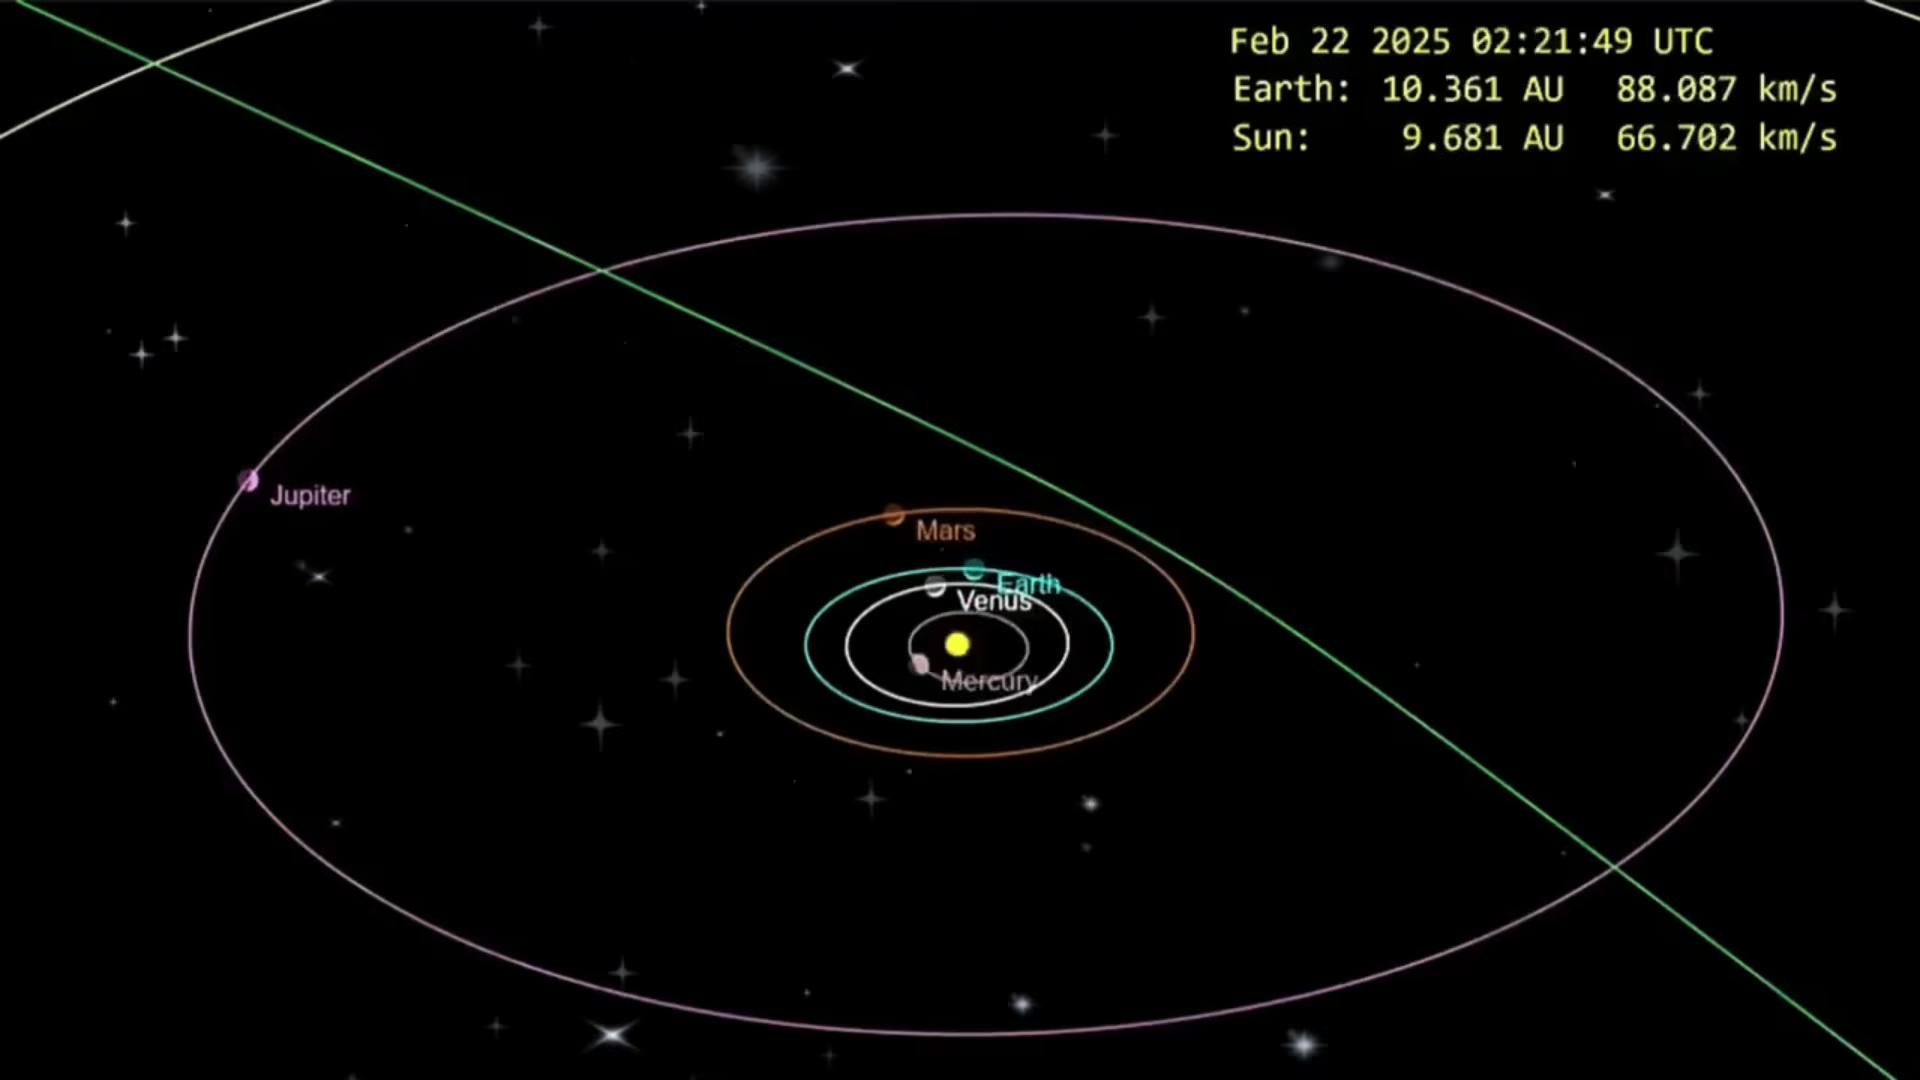 Feb 22 2025 02:21:49 UTC
Earth: 10.361 AU 88.087 km/s
Sun: 9.681 AU 66.702 km/s
Jupiter
Mars
Earth
Venus
Mercury